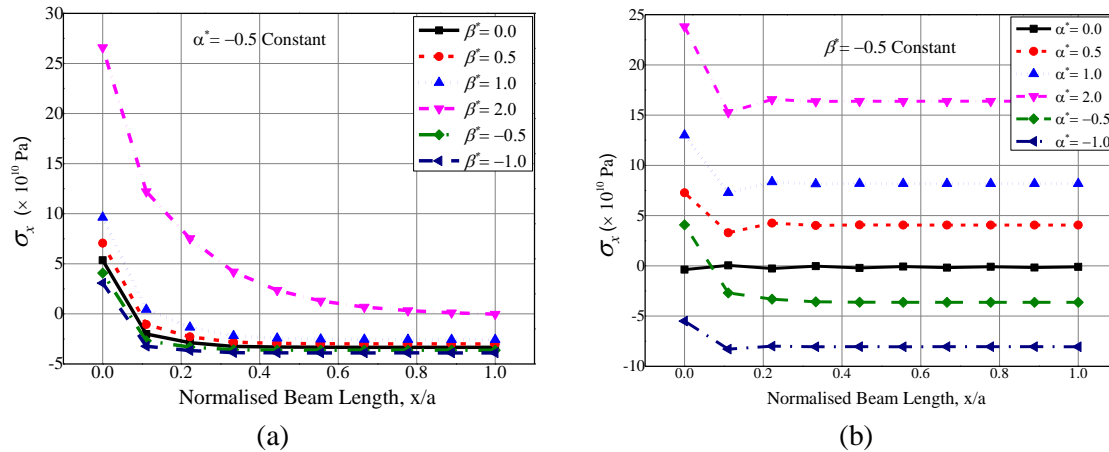 α* = −0.5 Constant
β* = 0.0
β* = 0.5
β* = 1.0
β* = 2.0
β* = −0.5
β* = −1.0
30
25
20
15
10
5
0
-5
σx (× 10^10 Pa)
0.0 0.2 0.4 0.6 0.8 1.0
Normalised Beam Length, x/a
(a)
β* = −0.5 Constant
α* = 0.0
α* = 0.5
α* = 1.0
α* = 2.0
α* = −0.5
α* = −1.0
25
20
15
10
5
0
-5
-10
σx (× 10^10 Pa)
0.0 0.2 0.4 0.6 0.8 1.0
Normalised Beam Length, x/a
(b)